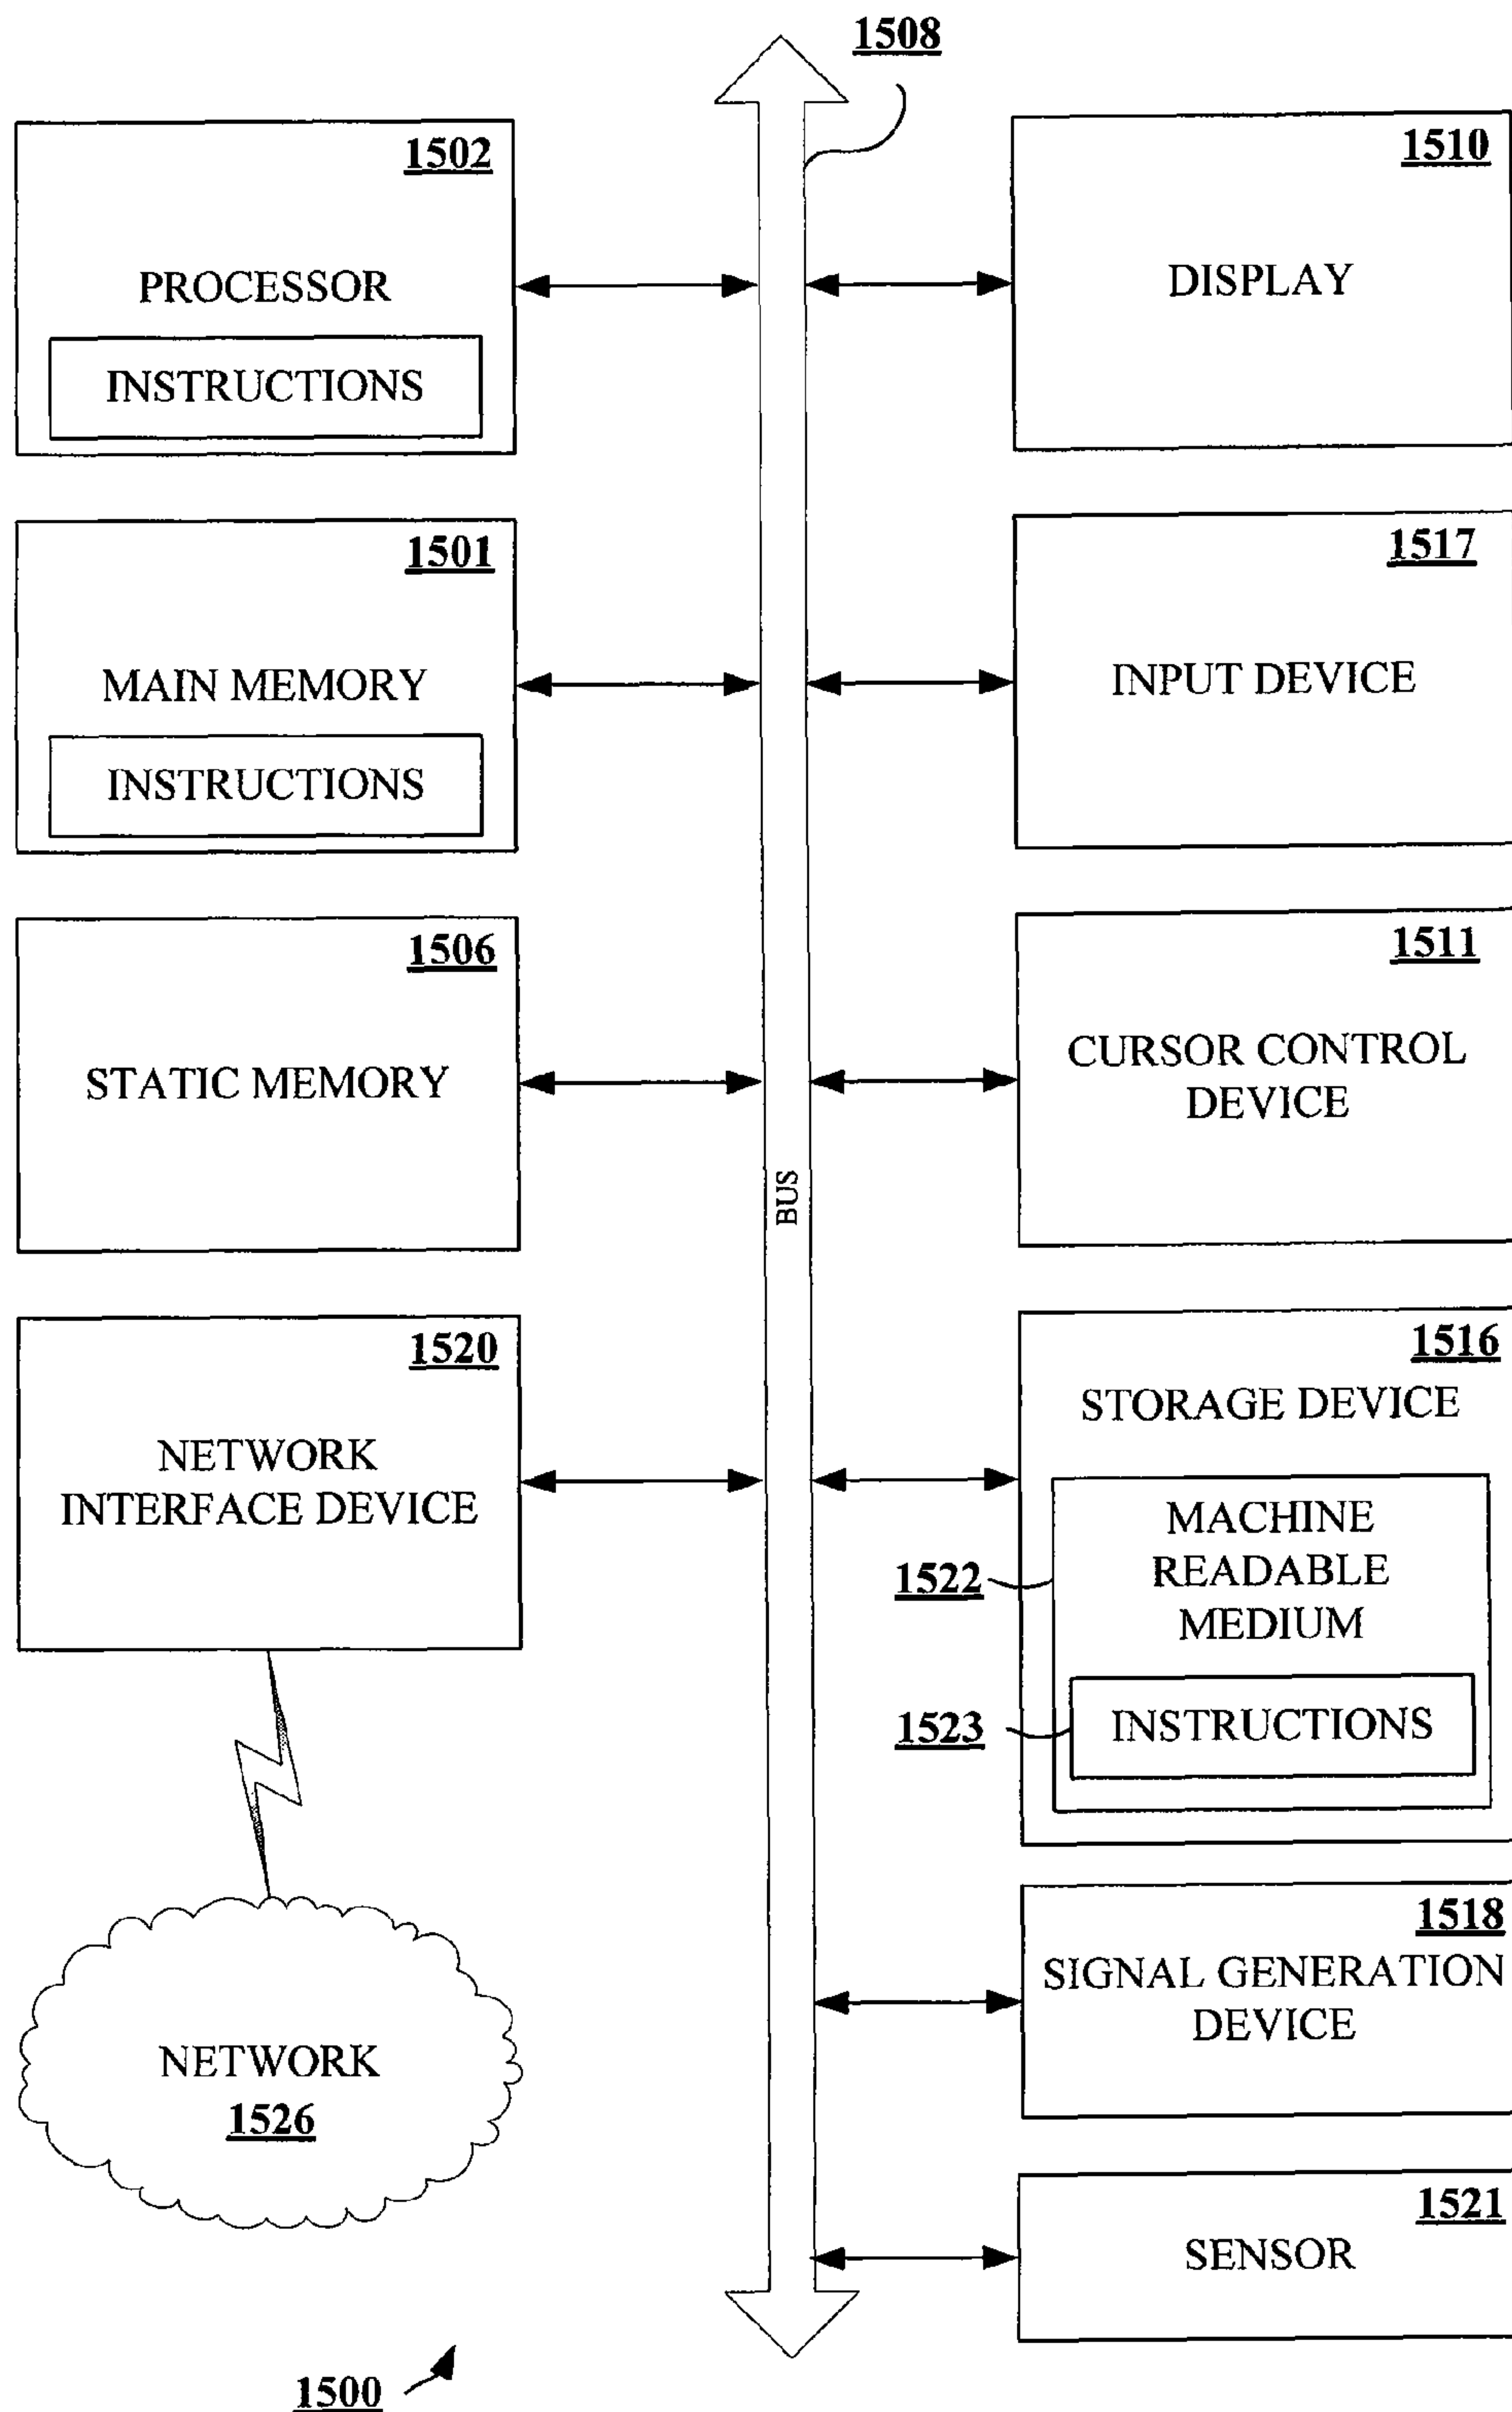 1508
1502
PROCESSOR
INSTRUCTIONS
1510
DISPLAY
1501
MAIN MEMORY
INSTRUCTIONS
1517
INPUT DEVICE
1506
STATIC MEMORY
1511
CURSOR CONTROL
DEVICE
BUS
1520
NETWORK
INTERFACE DEVICE
1516
STORAGE DEVICE
MACHINE
READABLE
MEDIUM
1522
INSTRUCTIONS
1523
1518
SIGNAL GENERATION
DEVICE
NETWORK
1526
1521
SENSOR
1500